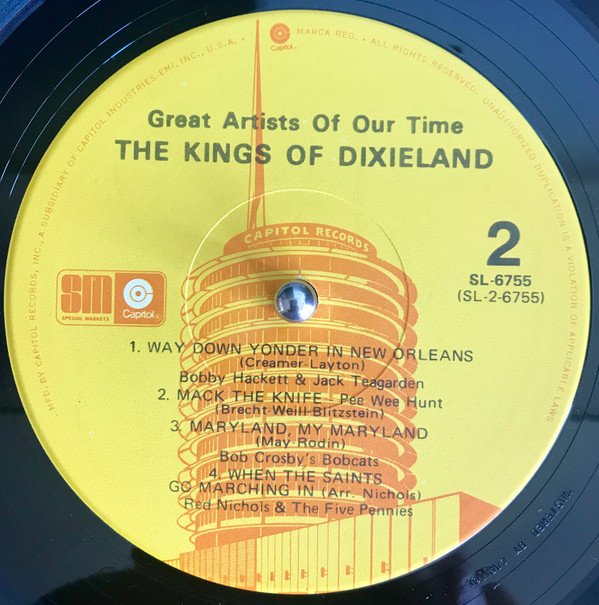 MFD. BY CAPITOL RECORDS, INC., A SUBSIDIARY OF CAPITOL INDUSTRIES-EMI, INC., U.S.A. •
Capitol
MARCA REG. • ALL RIGHTS RESERVED. UNAUTHORIZED DUPLICATION IS A VIOLATION OF APPLICABLE LAWS
Great Artists Of Our Time
THE KINGS OF DIXIELAND
CAPITOL RECORDS
2
SL-6755
(SL-2-6755)
sm
SPECIAL MARKETS
Capitol
1. WAY DOWN YONDER IN NEW ORLEANS
(Creamer-Layton)
Bobby Hackett & Jack Teagarden
2. MACK THE KNIFE Pee Wee Hunt
(Brecht-Weill-Blitzstein)
3. MARYLAND, MY MARYLAND
(May Rodin)
Bob Crosby's Bobcats
4. WHEN THE SAINTS
GO MARCHING IN (Arr. Nichols)
Red Nichols & The Five Pennies
MASTERED BY CAPITOL